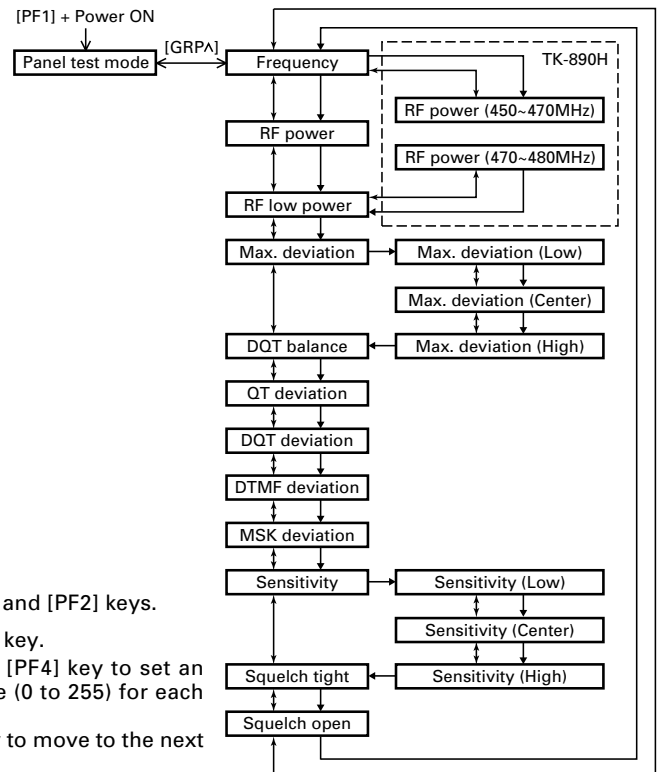 [PF1] + Power ON
[GRP∧]
Panel test mode
Frequency
TK-890H
RF power (450~470MHz)
RF power
RF power (470~480MHz)
RF low power
Max. deviation
Max. deviation (Low)
Max. deviation (Center)
DQT balance
Max. deviation (High)
QT deviation
DQT deviation
DTMF deviation
MSK deviation
Sensitivity
Sensitivity (Low)
and [PF2] keys.
Sensitivity (Center)
key.
[PF4] key to set an
Squelch tight
Sensitivity (High)
e (0 to 255) for each
Squelch open
to move to the next